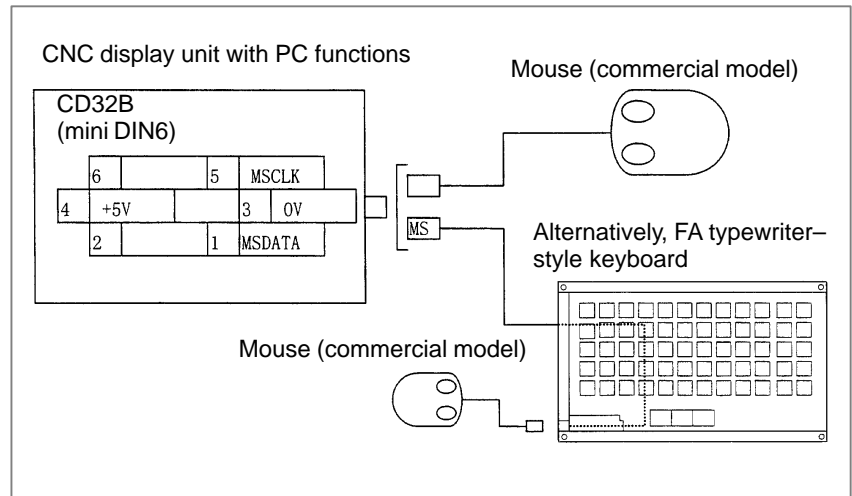 CNC display unit with PC functions
Mouse (commercial model)
CD32B
(mini DIN6)
6 5 MSCLK
4 +5V 3 0V
2 1 MSDATA
MS
Alternatively, FA typewriter–
style keyboard
Mouse (commercial model)